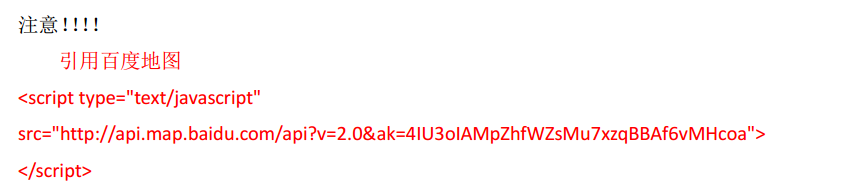 注意!!!!
引用百度地图
<script type="text/javascript"
src="http://api.map.baidu.com/api?v=2.0&ak=4IU3oIAMpZhfWZsMu7xzqBBAf6vMHcoa">
</script>